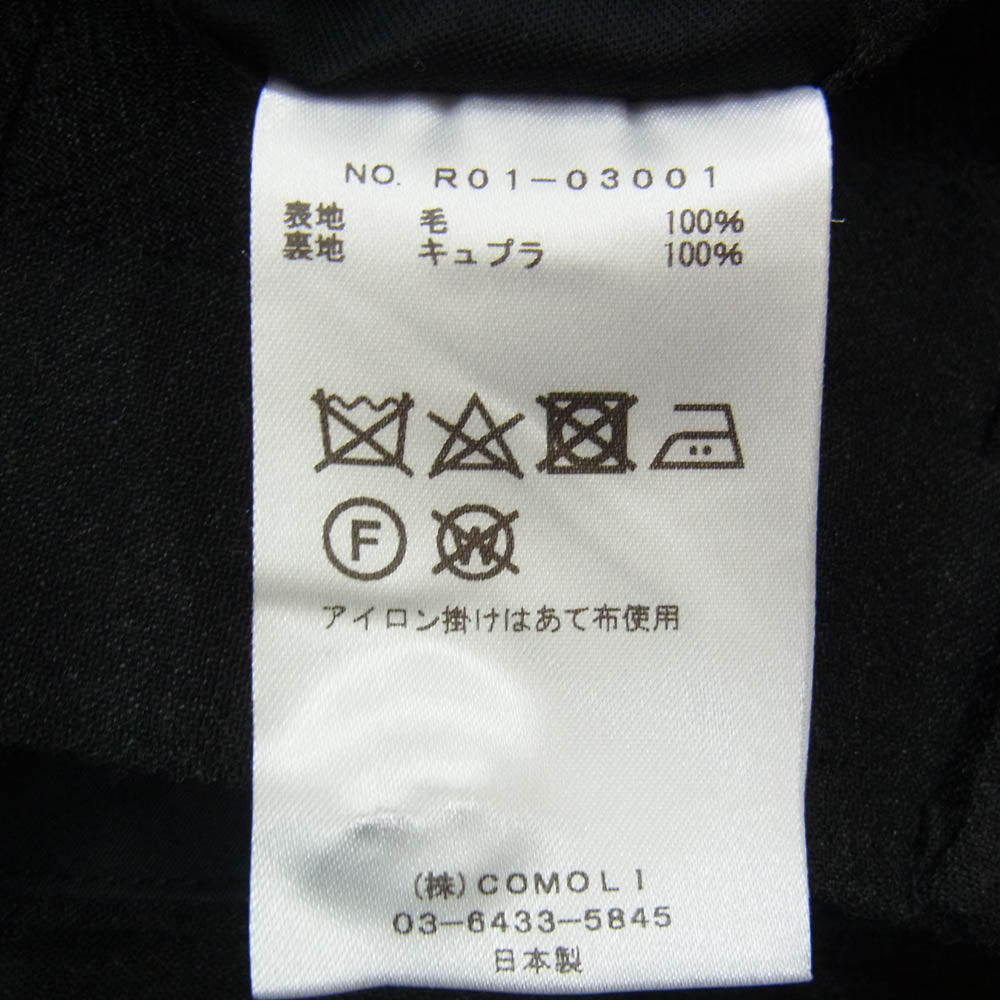 NO. R01-03001
表地 毛 100%
裏地 キュプラ 100%
F W
アイロン掛けはあて布使用
(株)COMOLI
03-6433-5845
日本製